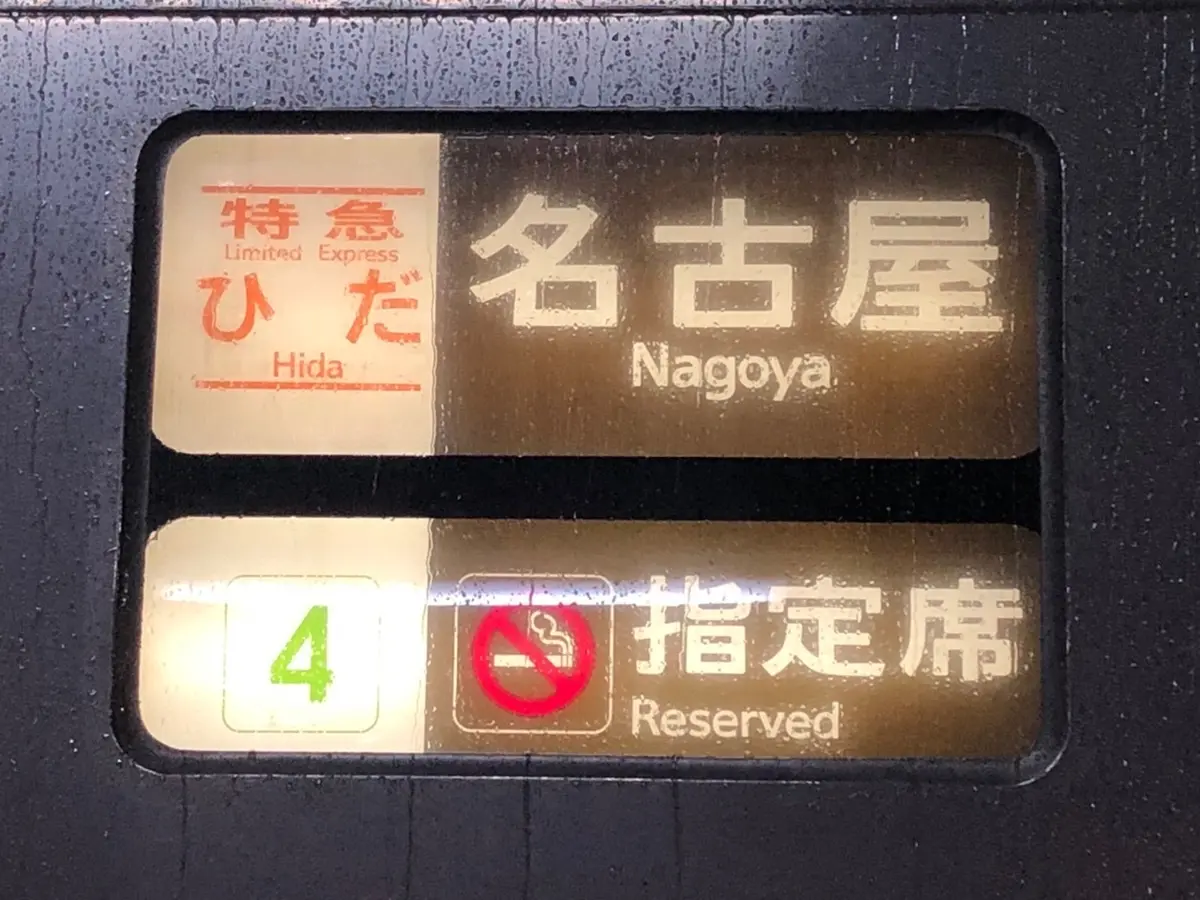 特急
Limited Express
ひだ
Hida
名古屋
Nagoya
4
指定席
Reserved